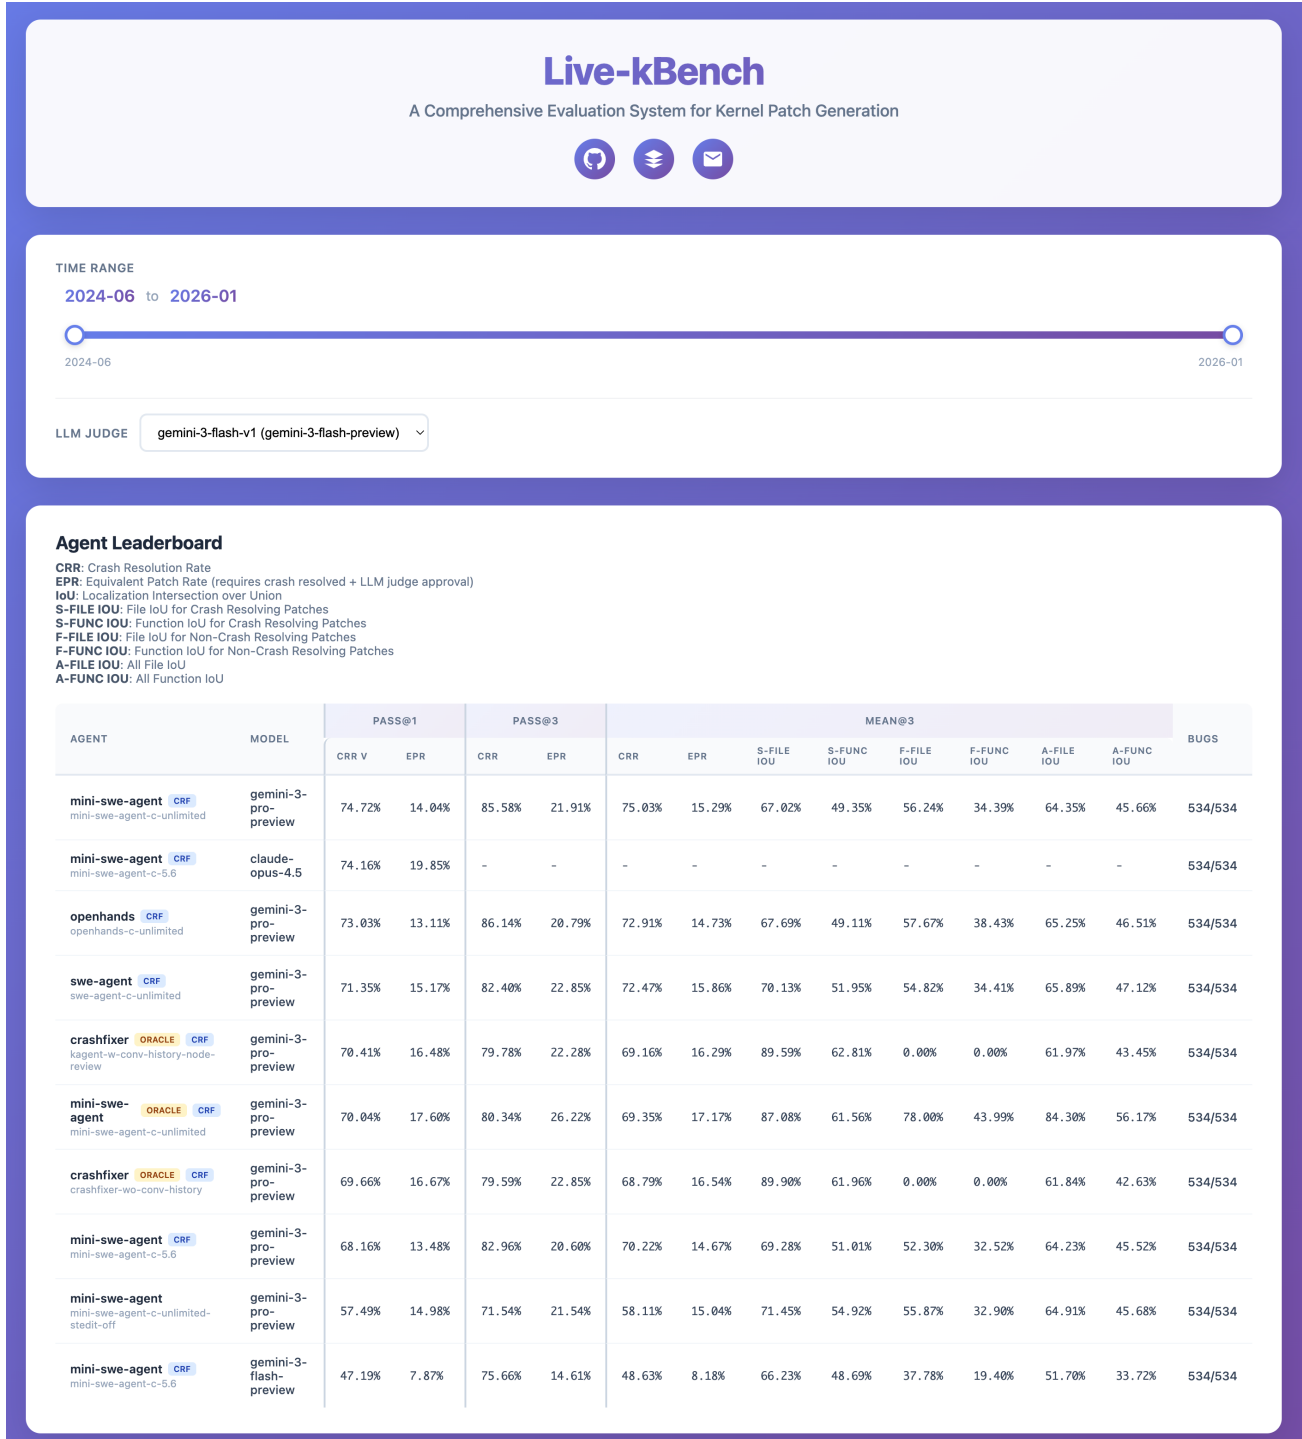 Live-kBench
A Comprehensive Evaluation System for Kernel Patch Generation
TIME RANGE
2024-06 to 2026-01
2024-06 2026-01
LLM JUDGE gemini-3-flash-v1 (gemini-3-flash-preview)
Agent Leaderboard
CRR: Crash Resolution Rate
EPR: Equivalent Patch Rate (requires crash resolved + LLM judge approval)
IoU: Localization Intersection over Union
S-FILE IOU: File IoU for Crash Resolving Patches
S-FUNC IOU: Function IoU for Crash Resolving Patches
F-FILE IOU: File IoU for Non-Crash Resolving Patches
F-FUNC IOU: Function IoU for Non-Crash Resolving Patches
A-FILE IOU: All File IoU
A-FUNC IOU: All Function IoU
AGENT MODEL PASS@1 PASS@3 MEAN@3 BUGS
CRR V EPR CRR EPR CRR EPR S-FILE IOU S-FUNC IOU F-FILE IOU F-FUNC IOU A-FILE IOU A-FUNC IOU
mini-swe-agent CRF
mini-swe-agent-c-unlimited
gemini-3-
pro-
preview
74.72% 14.04% 85.58% 21.91% 75.03% 15.29% 67.02% 49.35% 56.24% 34.39% 64.35% 45.66% 534/534
mini-swe-agent CRF
mini-swe-agent-c-5.6
claude-
opus-4.5
74.16% 19.85% - - - - - - - - - - 534/534
openhands CRF
openhands-c-unlimited
gemini-3-
pro-
preview
73.03% 13.11% 86.14% 20.79% 72.91% 14.73% 67.69% 49.11% 57.67% 38.43% 65.25% 46.51% 534/534
swe-agent CRF
swe-agent-c-unlimited
gemini-3-
pro-
preview
71.35% 15.17% 82.40% 22.85% 72.47% 15.86% 70.13% 51.95% 54.82% 34.41% 65.89% 47.12% 534/534
crashfixer ORACLE CRF
kagent-w-conv-history-node-
review
gemini-3-
pro-
preview
70.41% 16.48% 79.78% 22.28% 69.16% 16.29% 89.59% 62.81% 0.00% 0.00% 61.97% 43.45% 534/534
mini-swe-
agent ORACLE CRF
mini-swe-agent-c-unlimited
gemini-3-
pro-
preview
70.04% 17.60% 80.34% 26.22% 69.35% 17.17% 87.08% 61.56% 78.00% 43.99% 84.30% 56.17% 534/534
crashfixer ORACLE CRF
crashfixer-wo-conv-history
gemini-3-
pro-
preview
69.66% 16.67% 79.59% 22.85% 68.79% 16.54% 89.90% 61.96% 0.00% 0.00% 61.84% 42.63% 534/534
mini-swe-agent CRF
mini-swe-agent-c-5.6
gemini-3-
pro-
preview
68.16% 13.48% 82.96% 20.60% 70.22% 14.67% 69.28% 51.01% 52.30% 32.52% 64.23% 45.52% 534/534
mini-swe-agent
mini-swe-agent-c-unlimited-
stedit-off
gemini-3-
pro-
preview
57.49% 14.98% 71.54% 21.54% 58.11% 15.04% 71.45% 54.92% 55.87% 32.90% 64.91% 45.68% 534/534
mini-swe-agent CRF
mini-swe-agent-c-5.6
gemini-3-
flash-
preview
47.19% 7.87% 75.66% 14.61% 48.63% 8.18% 66.23% 48.69% 37.78% 19.40% 51.70% 33.72% 534/534